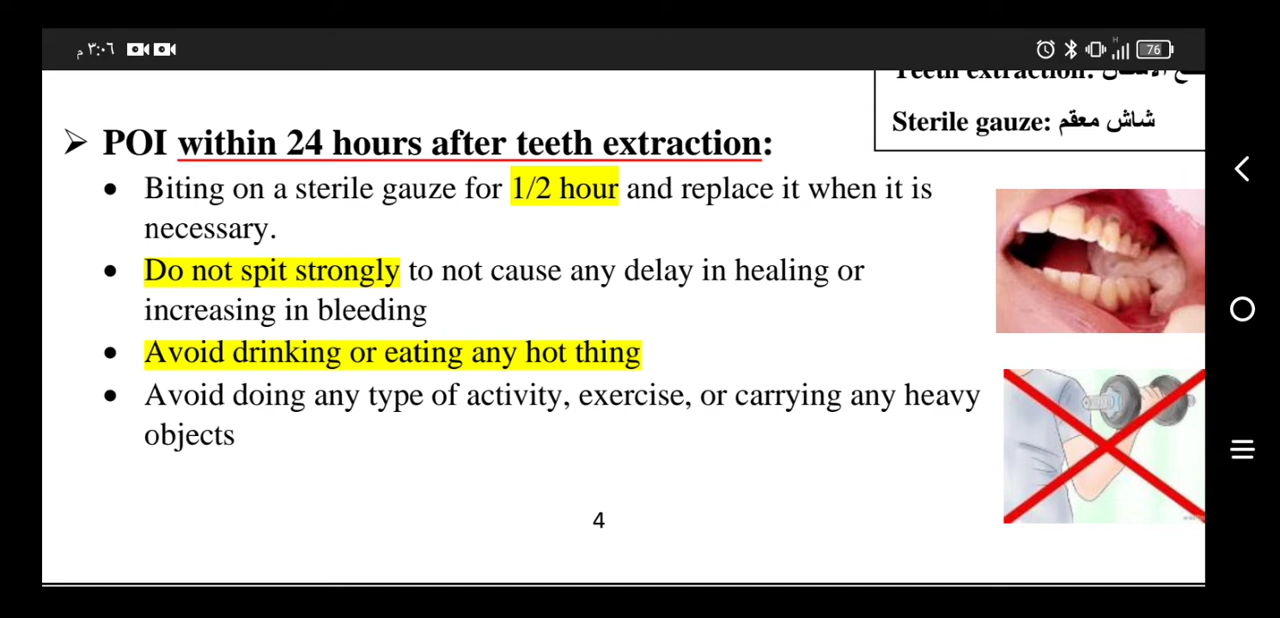 م ٣:٠٦
H
76
Teeth extraction:
Sterile gauze: شاش معقم
➢ POI within 24 hours after teeth extraction:
• Biting on a sterile gauze for 1/2 hour and replace it when it is
necessary.
• Do not spit strongly to not cause any delay in healing or
increasing in bleeding
• Avoid drinking or eating any hot thing
• Avoid doing any type of activity, exercise, or carrying any heavy
objects
4